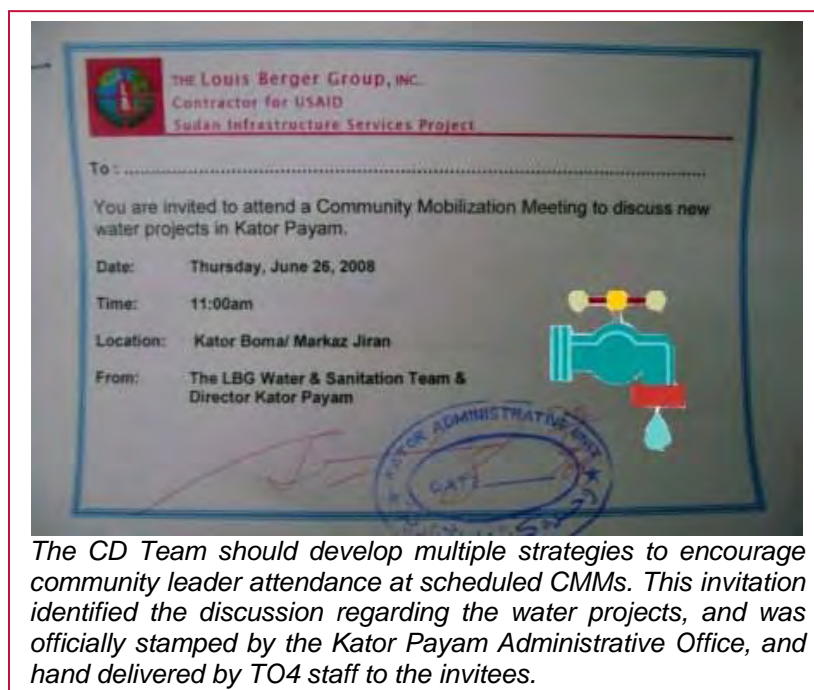 THE LOUIS BERGER GROUP, INC.
Contractor for USAID
Sudan Infrastructure Services Project
To : ..........................................................................................................
You are invited to attend a Community Mobilization Meeting to discuss new
water projects in Kator Payam.
Date: Thursday, June 26, 2008
Time: 11:00am
Location: Kator Boma/ Markaz Jiran
From: The LBG Water & Sanitation Team &
Director Kator Payam
KATOR ADMINISTRATIVE
DATE
The CD Team should develop multiple strategies to encourage
community leader attendance at scheduled CMMs. This invitation
identified the discussion regarding the water projects, and was
officially stamped by the Kator Payam Administrative Office, and
hand delivered by TO4 staff to the invitees.